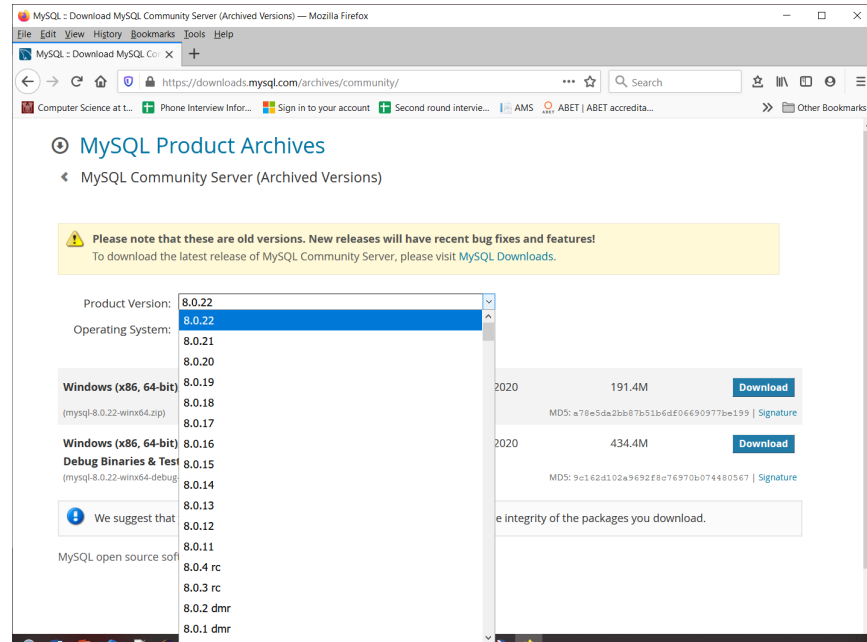 MySQL :: Download MySQL Community Server (Archived Versions) — Mozilla Firefox
File Edit View History Bookmarks Tools Help
MySQL :: Download MySQL Con
https://downloads.mysql.com/archives/community/
Search
Computer Science at t... Phone Interview Infor... Sign in to your account Second round intervie... AMS ABET | ABET accredita... Other Bookmarks
MySQL Product Archives
MySQL Community Server (Archived Versions)
Please note that these are old versions. New releases will have recent bug fixes and features!
To download the latest release of MySQL Community Server, please visit MySQL Downloads.
Product Version: 8.0.22
8.0.22
Operating System:
8.0.21
8.0.20
Windows (x86, 64-bit) 8.0.19 2020 191.4M Download
8.0.18
(mysql-8.0.22-winx64.zip) MD5: a78e5da2bb87b51b6df06690977be199 | Signature
8.0.17
Windows (x86, 64-bit) 8.0.16 2020 434.4M Download
Debug Binaries & Test 8.0.15
(mysql-8.0.22-winx64-debug- MD5: 9c162d102a9692f8c76970b074480567 | Signature
8.0.14
8.0.13
We suggest that e integrity of the packages you download.
8.0.12
8.0.11
MySQL open source soft
8.0.4 rc
8.0.3 rc
8.0.2 dmr
8.0.1 dmr